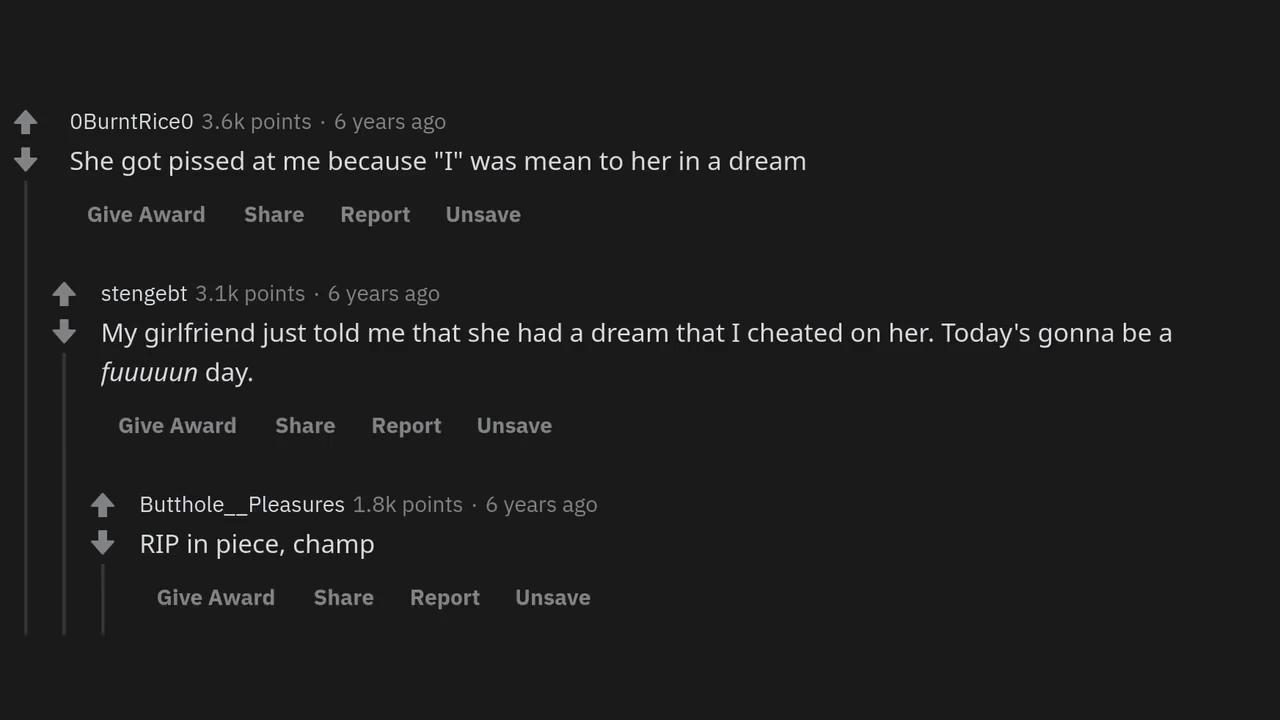 0BurntRice0 3.6k points · 6 years ago
She got pissed at me because "I" was mean to her in a dream
Give Award Share Report Unsave
stengebt 3.1k points · 6 years ago
My girlfriend just told me that she had a dream that I cheated on her. Today's gonna be a
fuuuuun day.
Give Award Share Report Unsave
Butthole__Pleasures 1.8k points · 6 years ago
RIP in piece, champ
Give Award Share Report Unsave